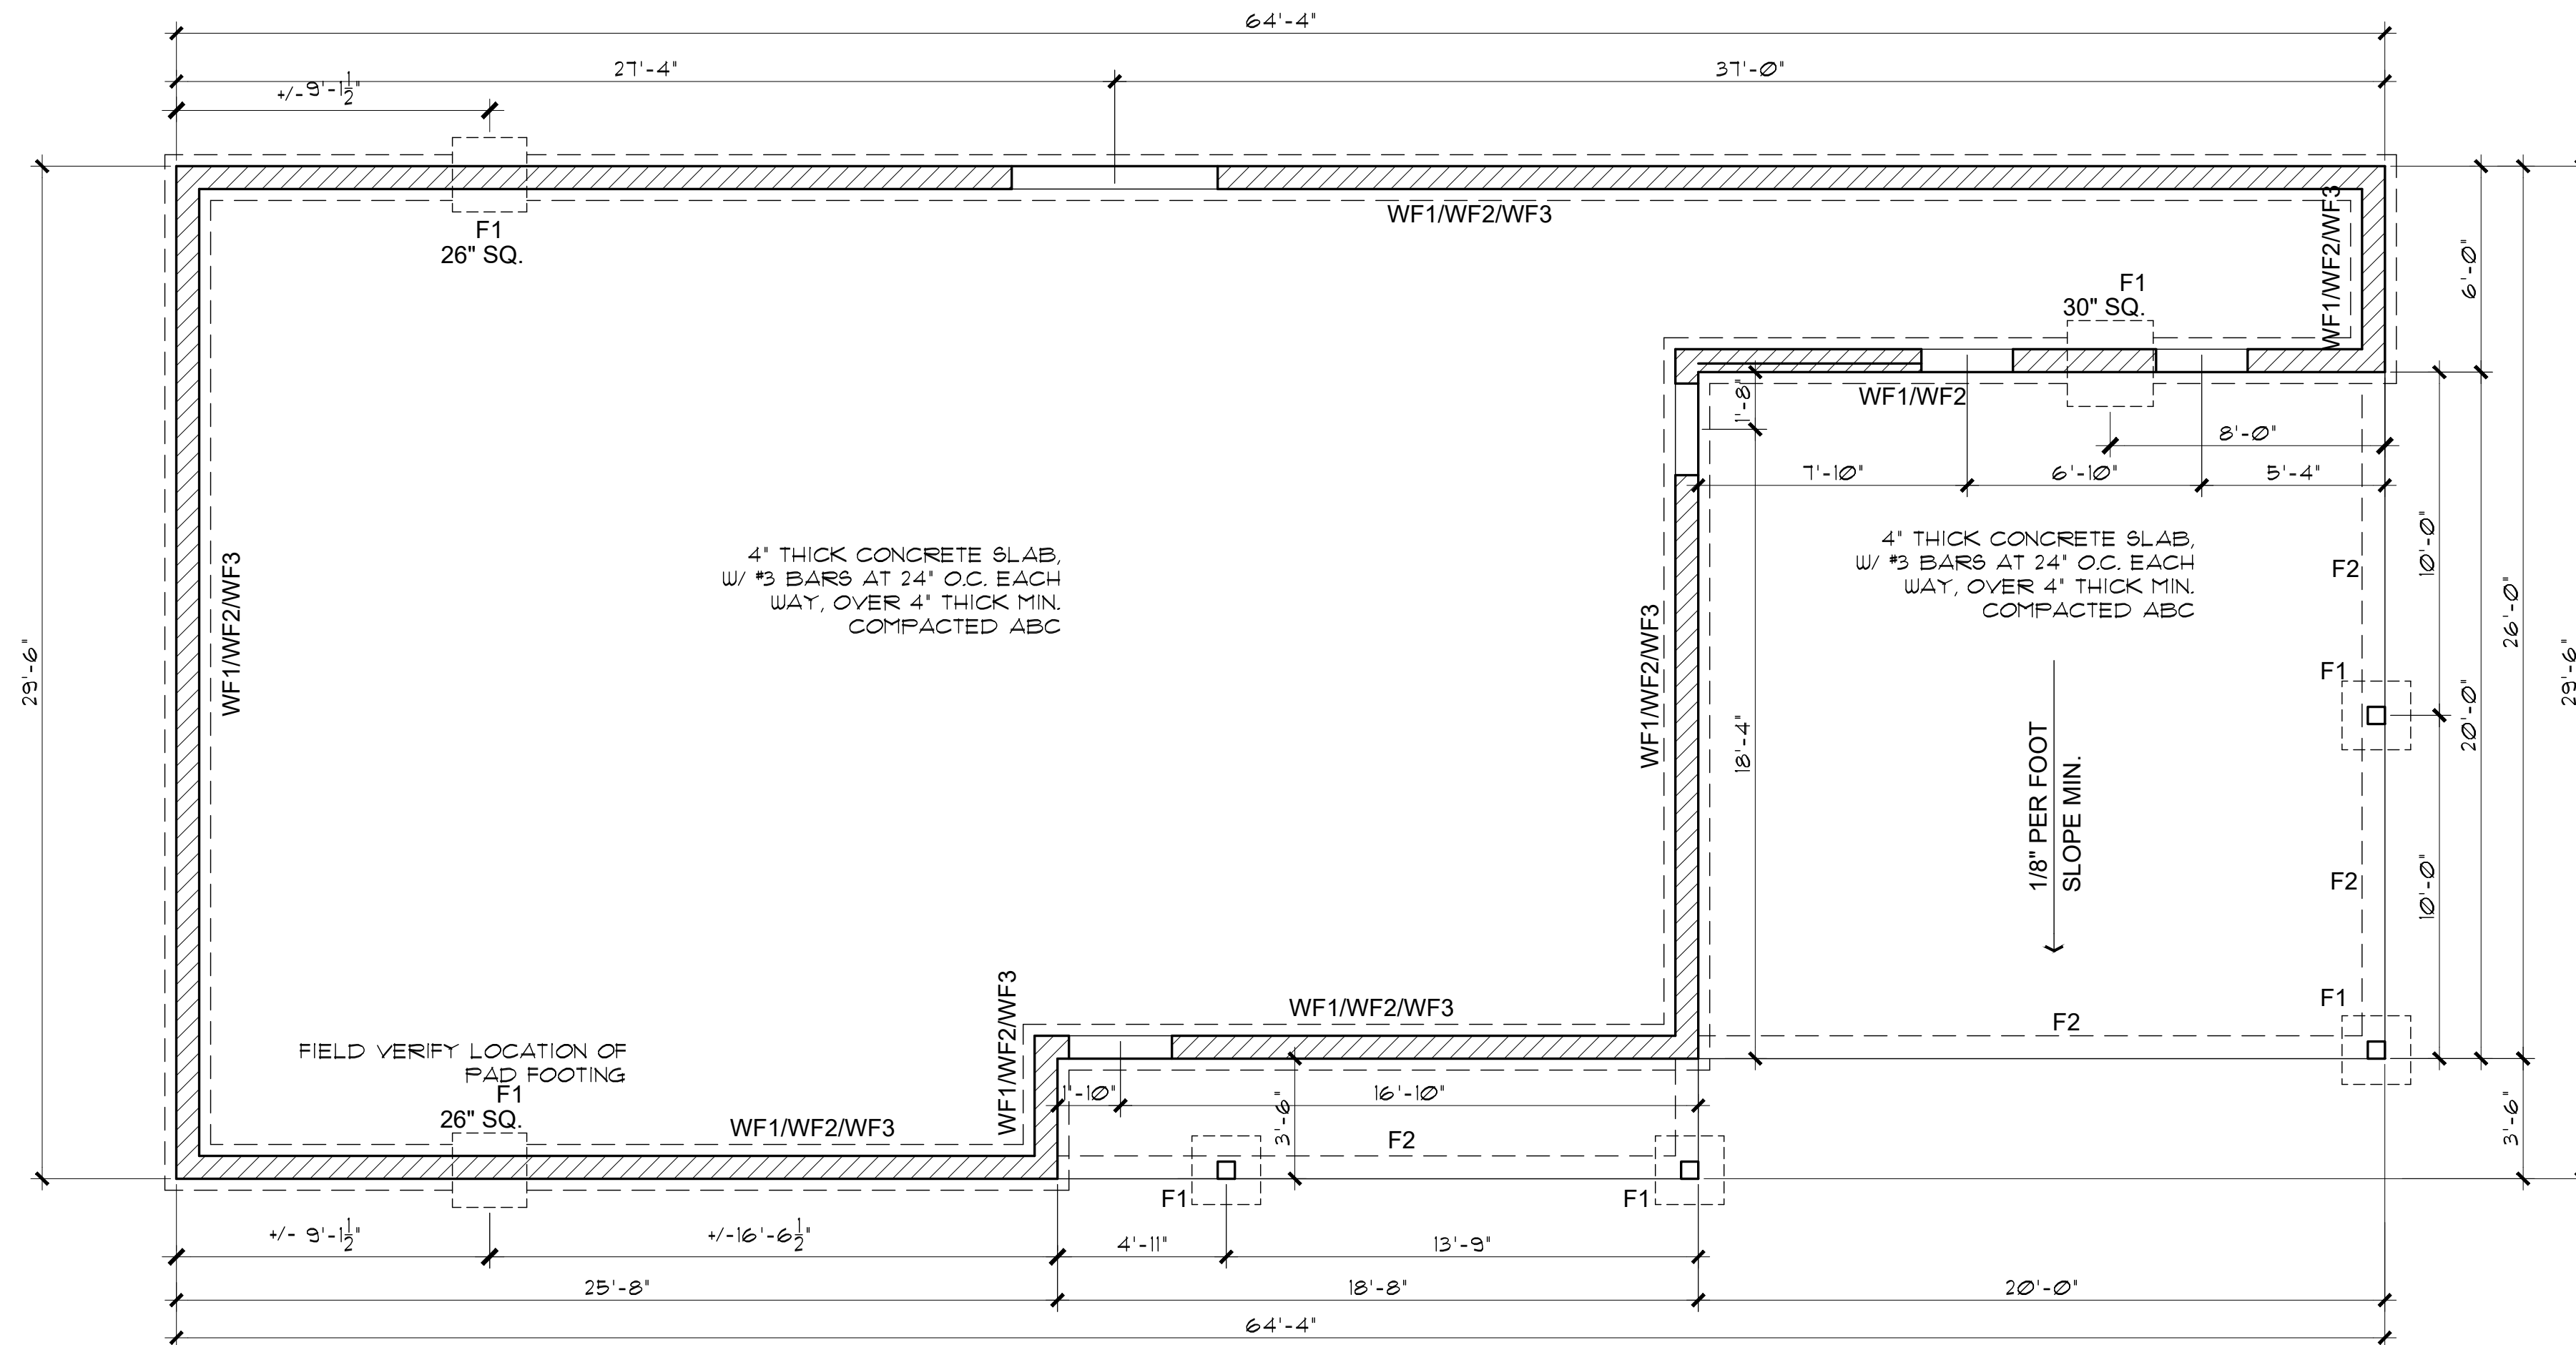 64'-4"
27'-4"
37'-0"
+/- 9'-1 1/2"
F1
26" SQ.
WF1/WF2/WF3
WF1/WF2/WF3
6'-0"
F1
30" SQ.
WF1/WF2
1'-8"
8'-0"
7'-10"
6'-10"
5'-4"
4" THICK CONCRETE SLAB,
W/ #3 BARS AT 24" O.C. EACH
WAY, OVER 4" THICK MIN.
COMPACTED ABC
4" THICK CONCRETE SLAB,
W/ #3 BARS AT 24" O.C. EACH
WAY, OVER 4" THICK MIN.
COMPACTED ABC
10'-0"
F2
26'-0"
29'-6"
WF1/WF2/WF3
WF1/WF2/WF3
F1
29'-6"
18'-4"
20'-0"
1/8" PER FOOT
SLOPE MIN.
F2
10'-0"
F1
F2
WF1/WF2/WF3
WF1/WF2/WF3
FIELD VERIFY LOCATION OF
PAD FOOTING
F1
26" SQ.
WF1/WF2/WF3
1'-10"
16'-10"
3'-6"
3'-6"
F2
F1
F1
+/- 9'-1 1/2"
+/-16'-6 1/2"
4'-11"
13'-9"
25'-8"
18'-8"
20'-0"
64'-4"